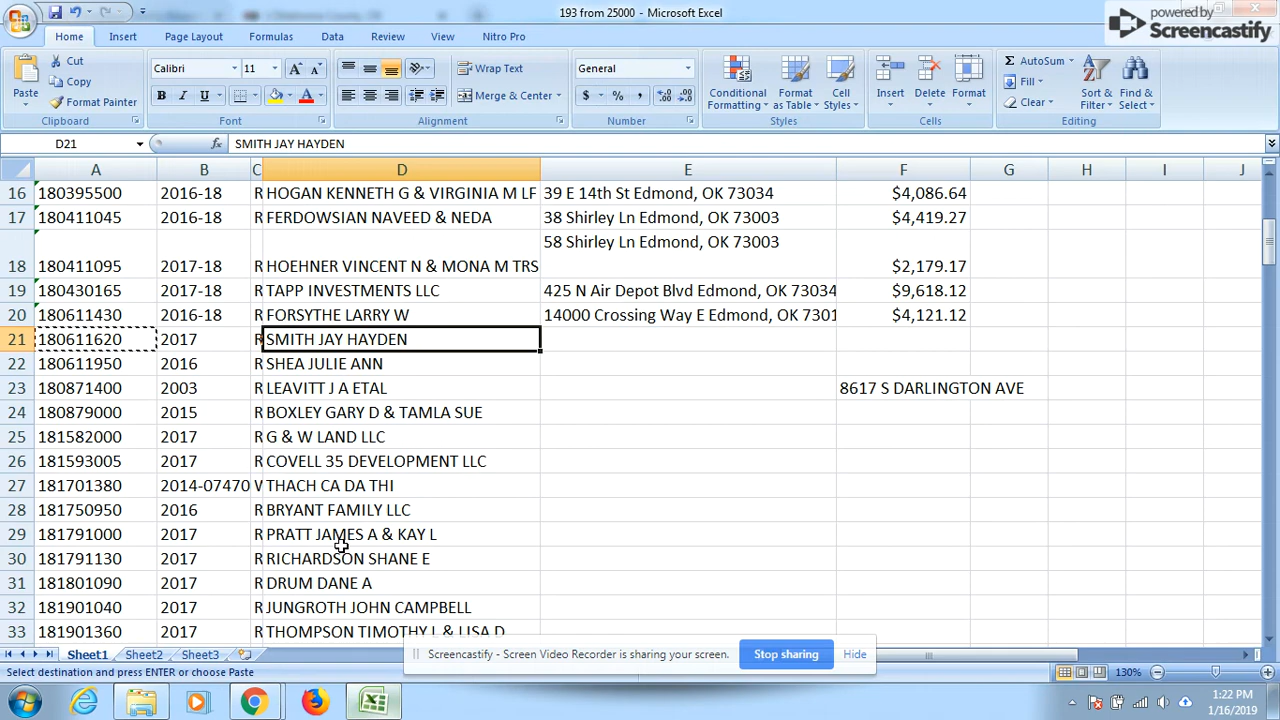 193 from 25000 - Microsoft Excel
powered by
Screencastify
Home Insert Page Layout Formulas Data Review View Nitro Pro
Paste
Cut
Copy
Format Painter
Clipboard
Calibri 11
B I U
A A
Font
Wrap Text
Merge & Center
Alignment
General
$ % ,
Number
Conditional Formatting
Format as Table
Cell Styles
Styles
Insert Delete Format
Cells
AutoSum
Fill
Clear
Sort & Filter
Find & Select
Editing
D21 fx SMITH JAY HAYDEN
A B C D E F G H I J
16 180395500 2016-18 R HOGAN KENNETH G & VIRGINIA M LF 39 E 14th St Edmond, OK 73034 $4,086.64
17 180411045 2016-18 R FERDOWSIAN NAVEED & NEDA 38 Shirley Ln Edmond, OK 73003 $4,419.27
58 Shirley Ln Edmond, OK 73003
18 180411095 2017-18 R HOEHNER VINCENT N & MONA M TRS $2,179.17
19 180430165 2017-18 R TAPP INVESTMENTS LLC 425 N Air Depot Blvd Edmond, OK 73034 $9,618.12
20 180611430 2016-18 R FORSYTHE LARRY W 14000 Crossing Way E Edmond, OK 7301 $4,121.12
21 180611620 2017 R SMITH JAY HAYDEN
22 180611950 2016 R SHEA JULIE ANN
23 180871400 2003 R LEAVITT J A ETAL 8617 S DARLINGTON AVE
24 180879000 2015 R BOXLEY GARY D & TAMLA SUE
25 181582000 2017 R G & W LAND LLC
26 181593005 2017 R COVELL 35 DEVELOPMENT LLC
27 181701380 2014-07470 W THACH CA DA THI
28 181750950 2016 R BRYANT FAMILY LLC
29 181791000 2017 R PRATT JAMES A & KAY L
30 181791130 2017 R RICHARDSON SHANE E
31 181801090 2017 R DRUM DANE A
32 181901040 2017 R JUNGROTH JOHN CAMPBELL
33 181901360 2017 R THOMPSON TIMOTHY L & LISA D
Sheet1 Sheet2 Sheet3
Screencastify - Screen Video Recorder is sharing your screen. Stop sharing Hide
Select destination and press ENTER or choose Paste 130%
1:22 PM
1/16/2019